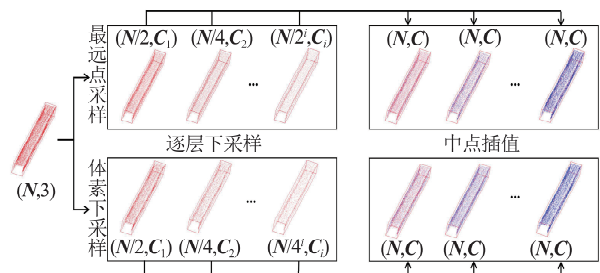 最远点采样
(N/2,C₁) (N/4,C₂) (N/2ⁱ,Cᵢ)
...
(N,C) (N,C) (N,C)
...
(N,3)
逐层下采样
中点插值
体素下采样
...
(N/2,C₁) (N/4,C₂) (N/4ⁱ,Cᵢ)
...
(N,C) (N,C) (N,C)